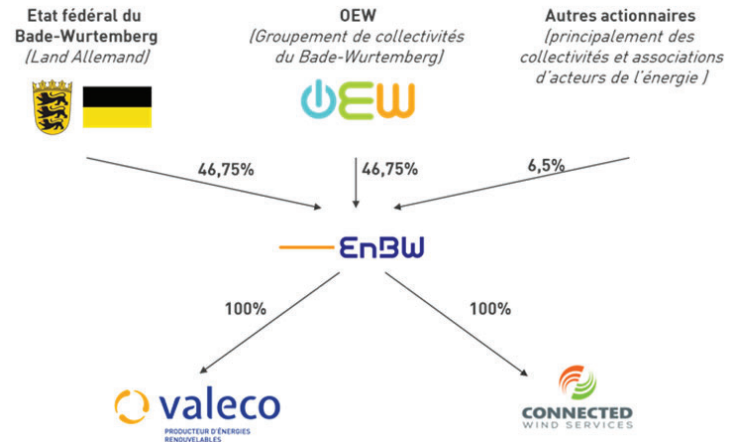 Etat fédéral du
Bade-Wurtemberg
(Land Allemand)
OEW
(Groupement de collectivités
du Bade-Wurtemberg)
Autres actionnaires
(principalement des
collectivités et associations
d'acteurs de l'énergie )
OEW
46,75%
46,75%
6,5%
EnBW
100%
100%
valeco
PRODUCTEUR D'ÉNERGIES
RENOUVELABLES
CONNECTED
WIND SERVICES